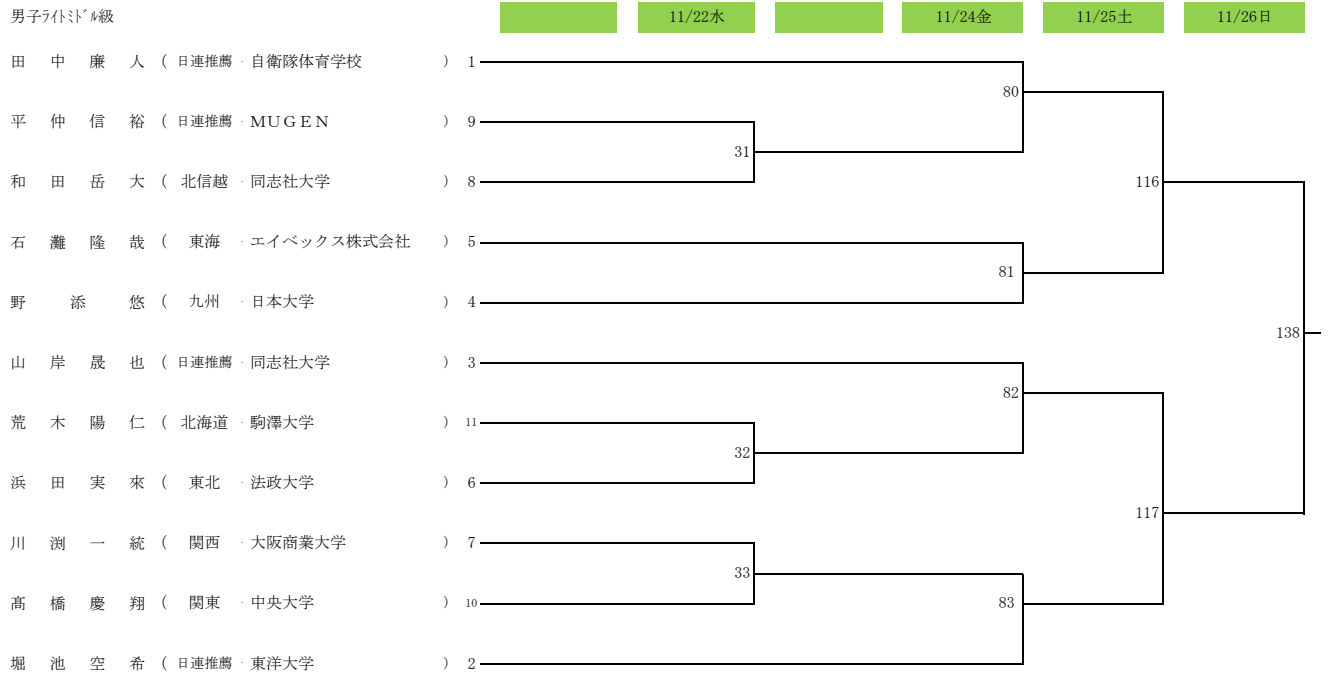 男子ﾗｲﾄﾐﾄﾞﾙ級 11/22水 11/24金 11/25土 11/26日
田中廉人 ( 日連推薦 · 自衛隊体育学校 ) 1
80
平仲信裕 ( 日連推薦 · ＭＵＧＥＮ ) 9
31
和田岳大 ( 北信越 · 同志社大学 ) 8
116
石灘隆哉 ( 東海 · エイベックス株式会社 ) 5
81
野添悠 ( 九州 · 日本大学 ) 4
138
山岸晟也 ( 日連推薦 · 同志社大学 ) 3
82
荒木陽仁 ( 北海道 · 駒澤大学 ) 11
32
浜田実來 ( 東北 · 法政大学 ) 6
117
川渕一統 ( 関西 · 大阪商業大学 ) 7
33
髙橋慶翔 ( 関東 · 中央大学 ) 10
83
堀池空希 ( 日連推薦 · 東洋大学 ) 2